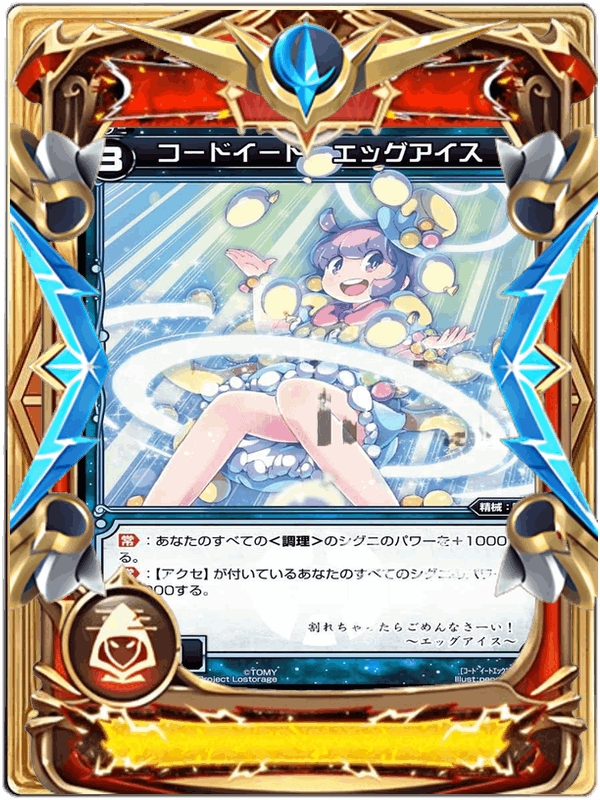 3
コードイート エッグアイス
精械:
常:あなたのすべての<調理>のシグニのパワーを+1000
る。
:【アクセ】が付いているあなたのすべてのシグニ
000する。
割れちゃったらごめんなさーい!
〜エッグアイス〜
©TOMY
Project Lostorage
Illust: